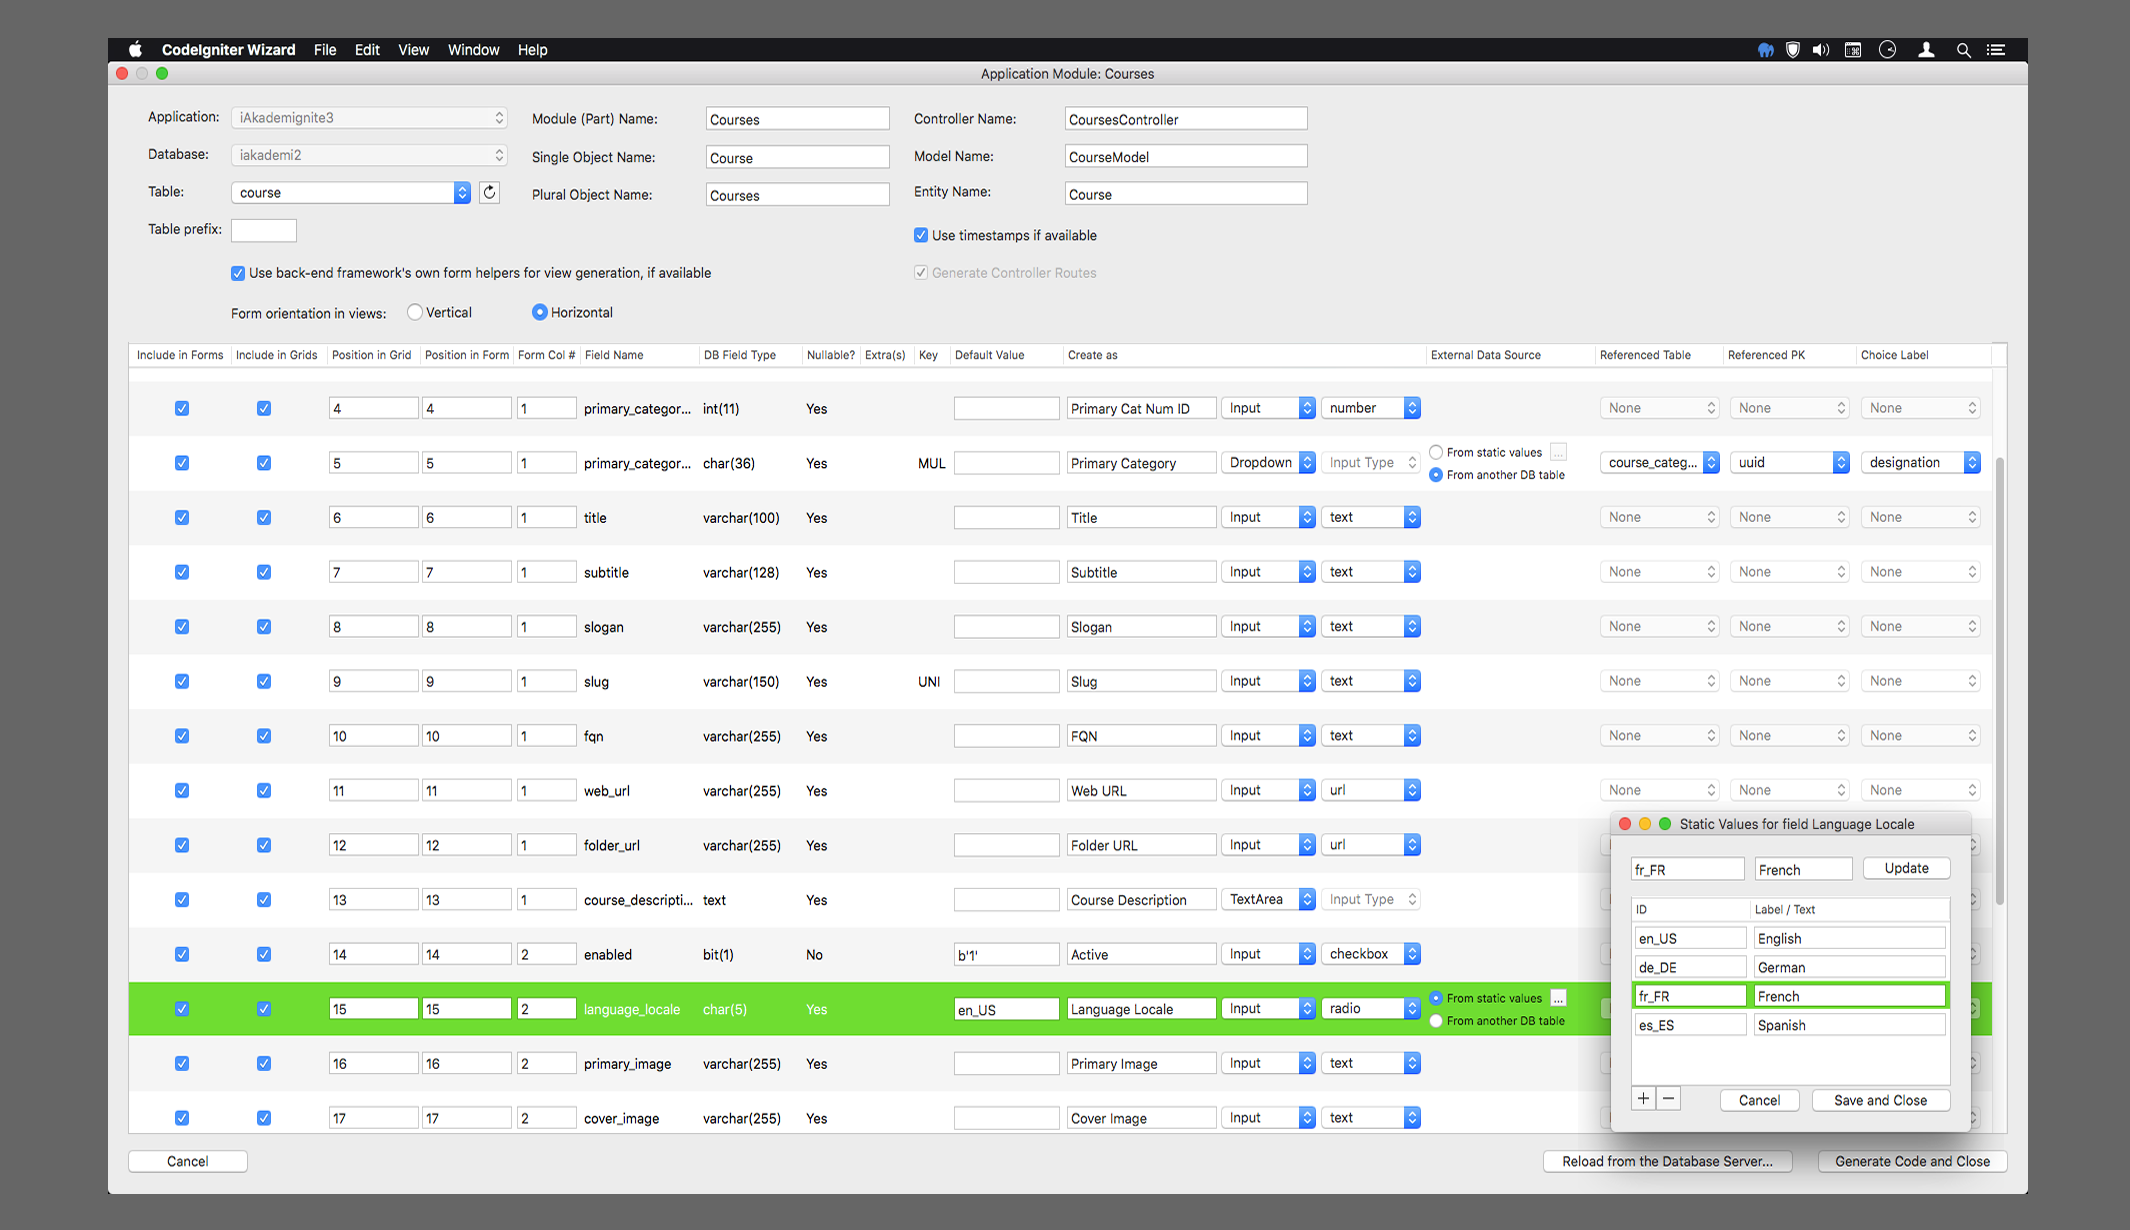 CodeIgniter Wizard File Edit View Window Help
Application Module: Courses
Application: iAkademignite3 Module (Part) Name: Courses Controller Name: CoursesController
Database: iakademi2 Single Object Name: Course Model Name: CourseModel
Table: course Plural Object Name: Courses Entity Name: Course
Table prefix:
Use timestamps if available
Use back-end framework's own form helpers for view generation, if available Generate Controller Routes
Form orientation in views: Vertical Horizontal
Include in Forms Include in Grids Position in Grid Position in Form Form Col # Field Name DB Field Type Nullable? Extra(s) Key Default Value Create as External Data Source Referenced Table Referenced PK Choice Label
4 4 1 primary_categor... int(11) Yes Primary Cat Num ID Input number None None None
5 5 1 primary_categor... char(36) Yes MUL Primary Category Dropdown Input Type From static values ... From another DB table course_categ... uuid designation
6 6 1 title varchar(100) Yes Title Input text None None None
7 7 1 subtitle varchar(128) Yes Subtitle Input text None None None
8 8 1 slogan varchar(255) Yes Slogan Input text None None None
9 9 1 slug varchar(150) Yes UNI Slug Input text None None None
10 10 1 fqn varchar(255) Yes FQN Input text None None None
11 11 1 web_url varchar(255) Yes Web URL Input url None None None
12 12 1 folder_url varchar(255) Yes Folder URL Input url
13 13 1 course_descripti... text Yes Course Description TextArea Input Type
14 14 2 enabled bit(1) No b'1' Active Input checkbox
15 15 2 language_locale char(5) Yes en_US Language Locale Input radio From static values ... From another DB table
16 16 2 primary_image varchar(255) Yes Primary Image Input text
17 17 2 cover_image varchar(255) Yes Cover Image Input text
Static Values for field Language Locale
fr_FR French Update
ID Label / Text
en_US English
de_DE German
fr_FR French
es_ES Spanish
+ − Cancel Save and Close
Cancel Reload from the Database Server... Generate Code and Close